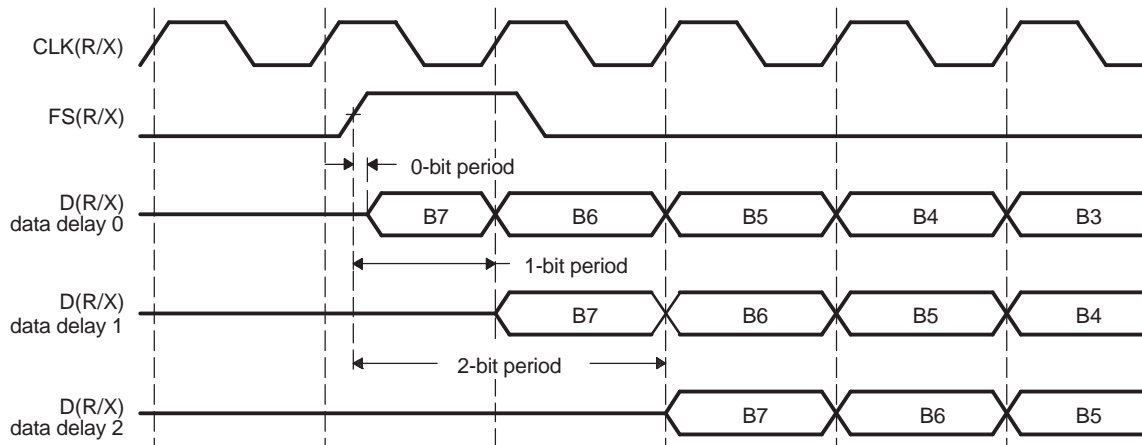 CLK(R/X)
FS(R/X)
0-bit period
D(R/X)
data delay 0
B7 B6 B5 B4 B3
1-bit period
D(R/X)
data delay 1
B7 B6 B5 B4
2-bit period
D(R/X)
data delay 2
B7 B6 B5